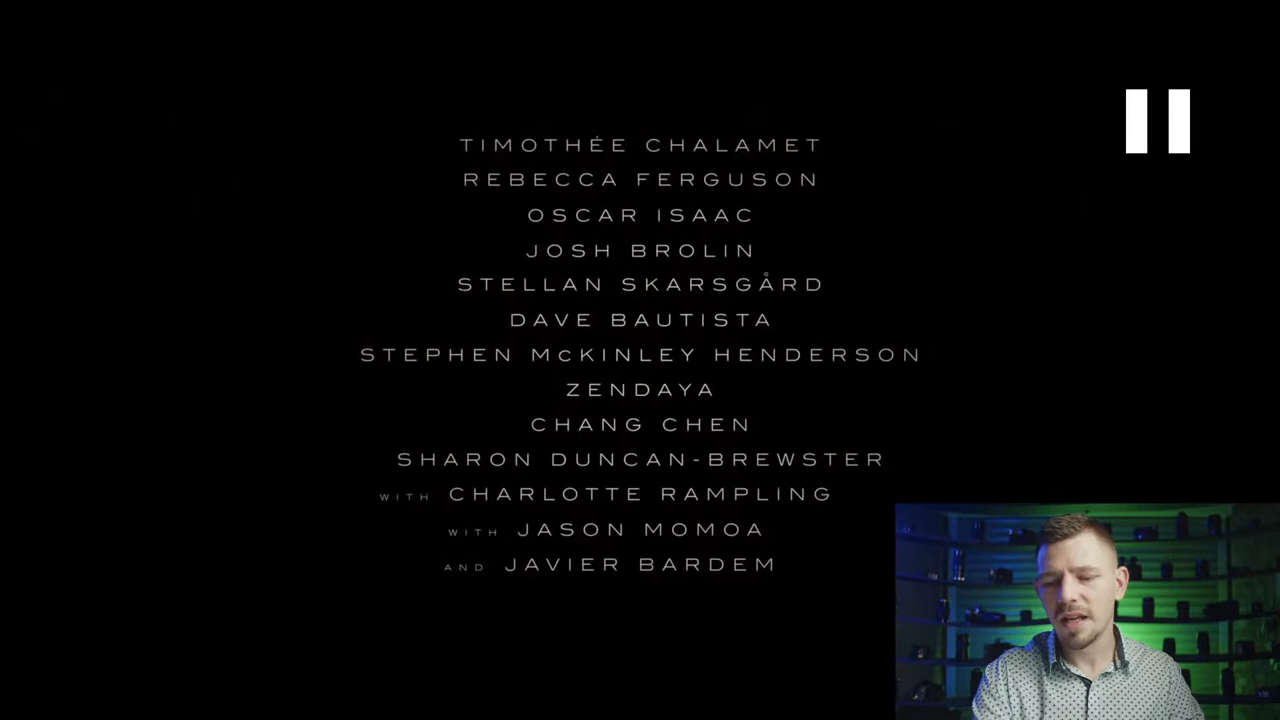 TIMOTHÉE CHALAMET
REBECCA FERGUSON
OSCAR ISAAC
JOSH BROLIN
STELLAN SKARSGÅRD
DAVE BAUTISTA
STEPHEN McKINLEY HENDERSON
ZENDAYA
CHANG CHEN
SHARON DUNCAN-BREWSTER
WITH CHARLOTTE RAMPLING
WITH JASON MOMOA
AND JAVIER BARDEM